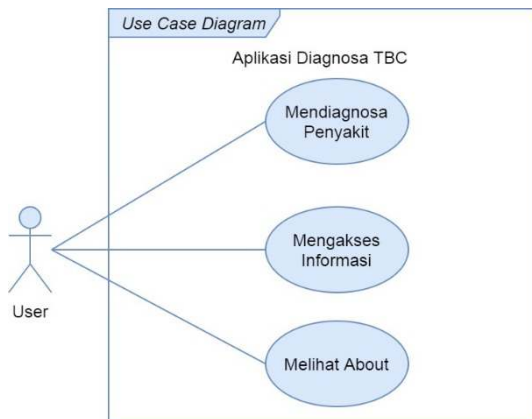 Use Case Diagram
Aplikasi Diagnosa TBC
Mendiagnosa
Penyakit
Mengakses
Informasi
User
Melihat About